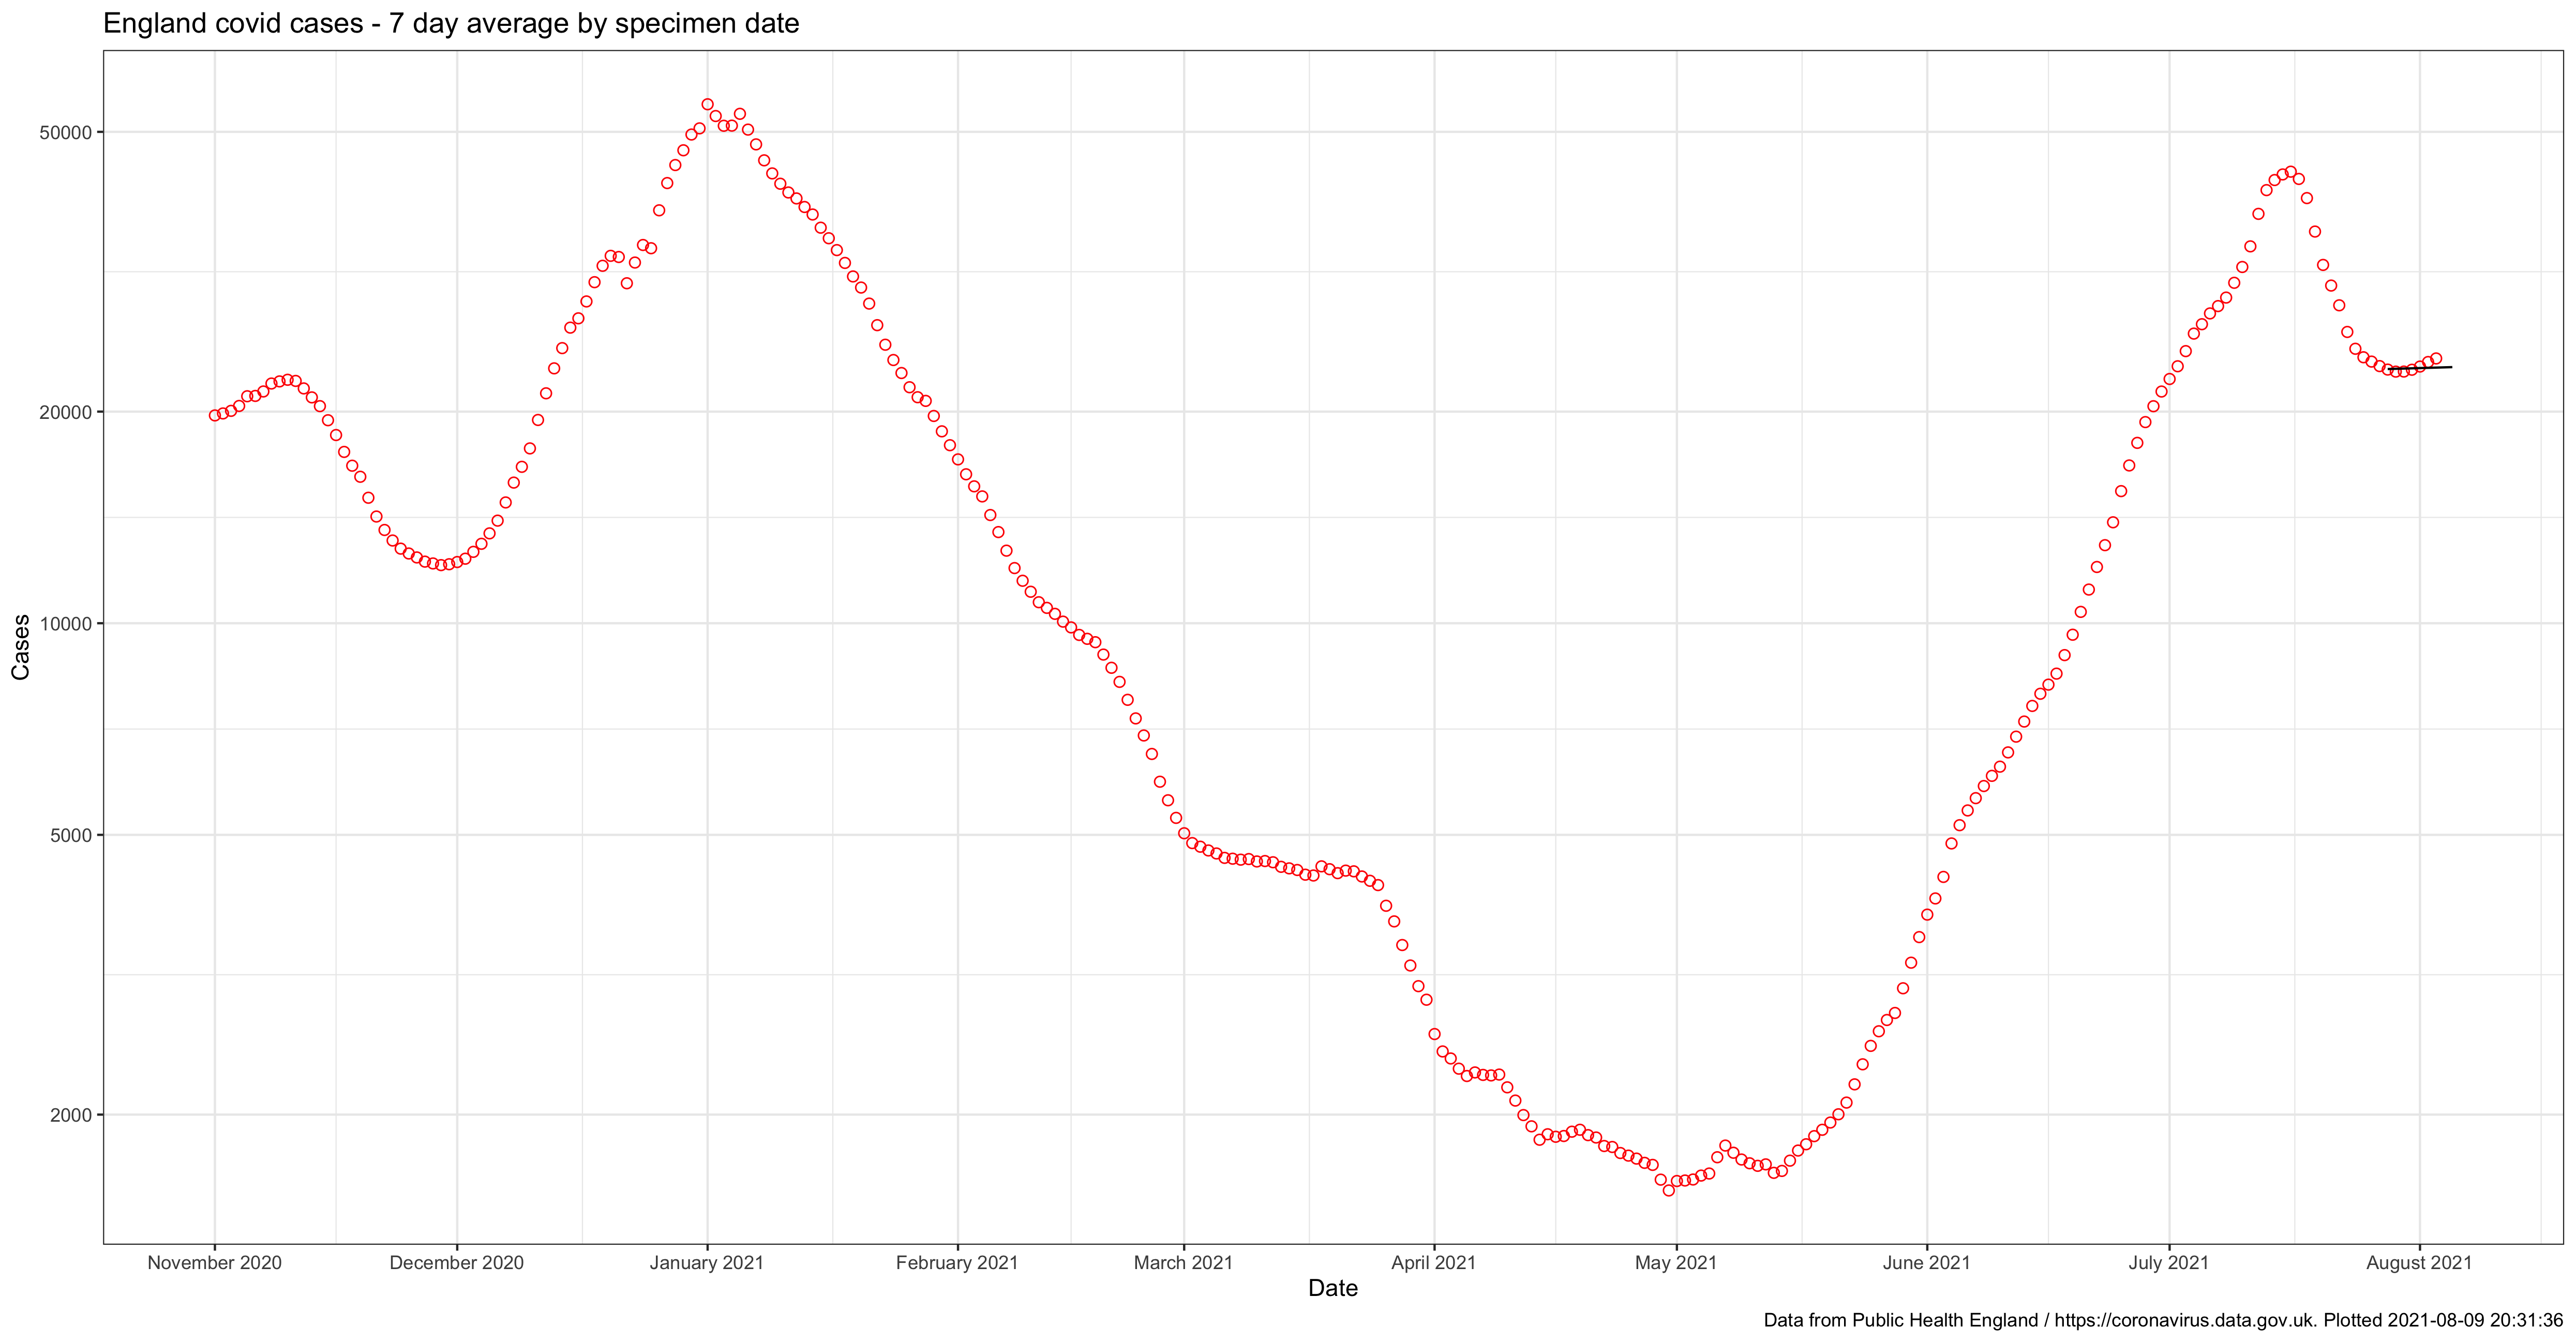 England covid cases - 7 day average by specimen date
50000
20000
10000
5000
2000
Cases
November 2020 December 2020 January 2021 February 2021 March 2021 April 2021 May 2021 June 2021 July 2021 August 2021
Date
Data from Public Health England / https://coronavirus.data.gov.uk. Plotted 2021-08-09 20:31:36